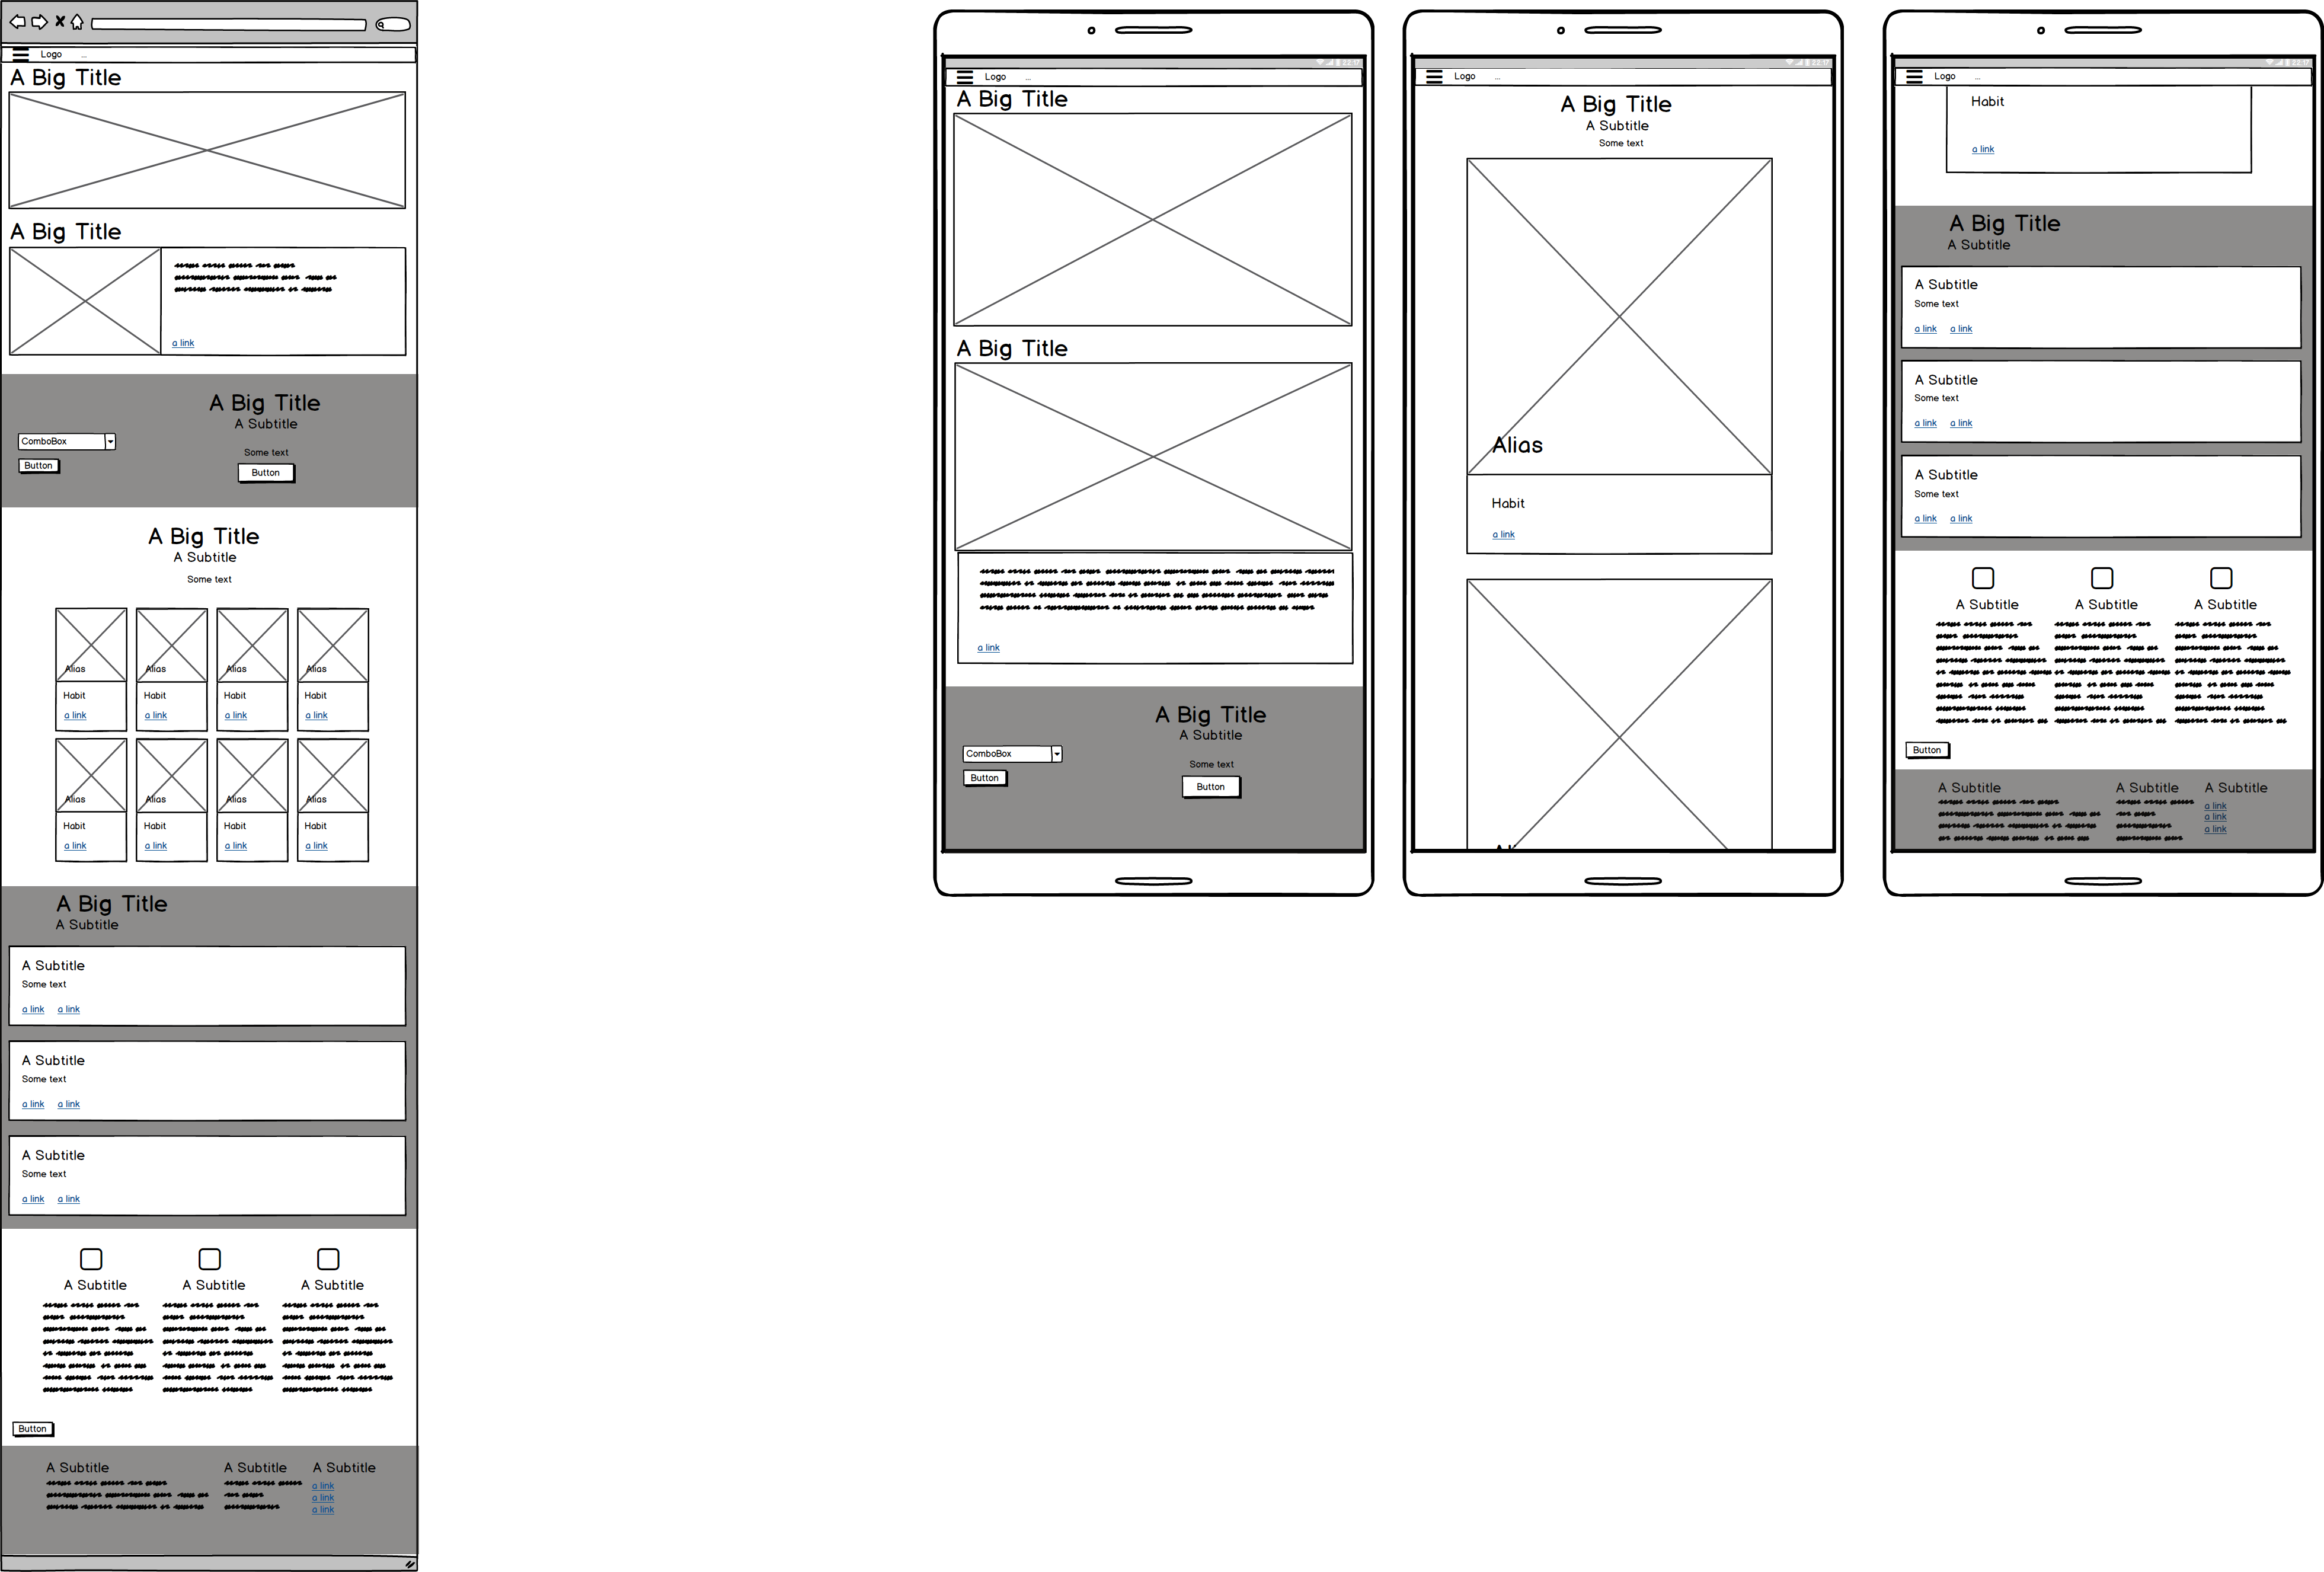 Logo ...
A Big Title
A Big Title
a link
A Big Title
A Subtitle
ComboBox
Some text
Button
Button
A Big Title
A Subtitle
Some text
Alias Alias Alias Alias
Habit Habit Habit Habit
a link a link a link a link
Alias Alias Alias Alias
Habit Habit Habit Habit
a link a link a link a link
A Big Title
A Subtitle
A Subtitle
Some text
a link a link
A Subtitle
Some text
a link a link
A Subtitle
Some text
a link a link
A Subtitle A Subtitle A Subtitle
Button
A Subtitle A Subtitle A Subtitle
a link
a link
a link
22:17
Logo ...
A Big Title
A Big Title
a link
A Big Title
A Subtitle
ComboBox
Some text
Button
Button
22:17
Logo ...
A Big Title
A Subtitle
Some text
Alias
Habit
a link
22:17
Logo ...
Habit
a link
A Big Title
A Subtitle
A Subtitle
Some text
a link a link
A Subtitle
Some text
a link a link
A Subtitle
Some text
a link a link
A Subtitle A Subtitle A Subtitle
Button
A Subtitle A Subtitle A Subtitle
a link
a link
a link